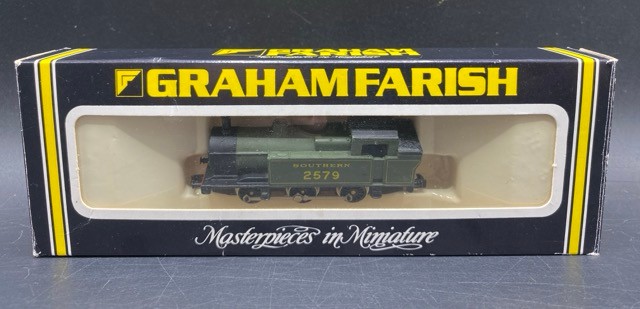 GRAHAM FARISH
GRAHAM FARISH
SOUTHERN
2579
Masterpieces in Miniature